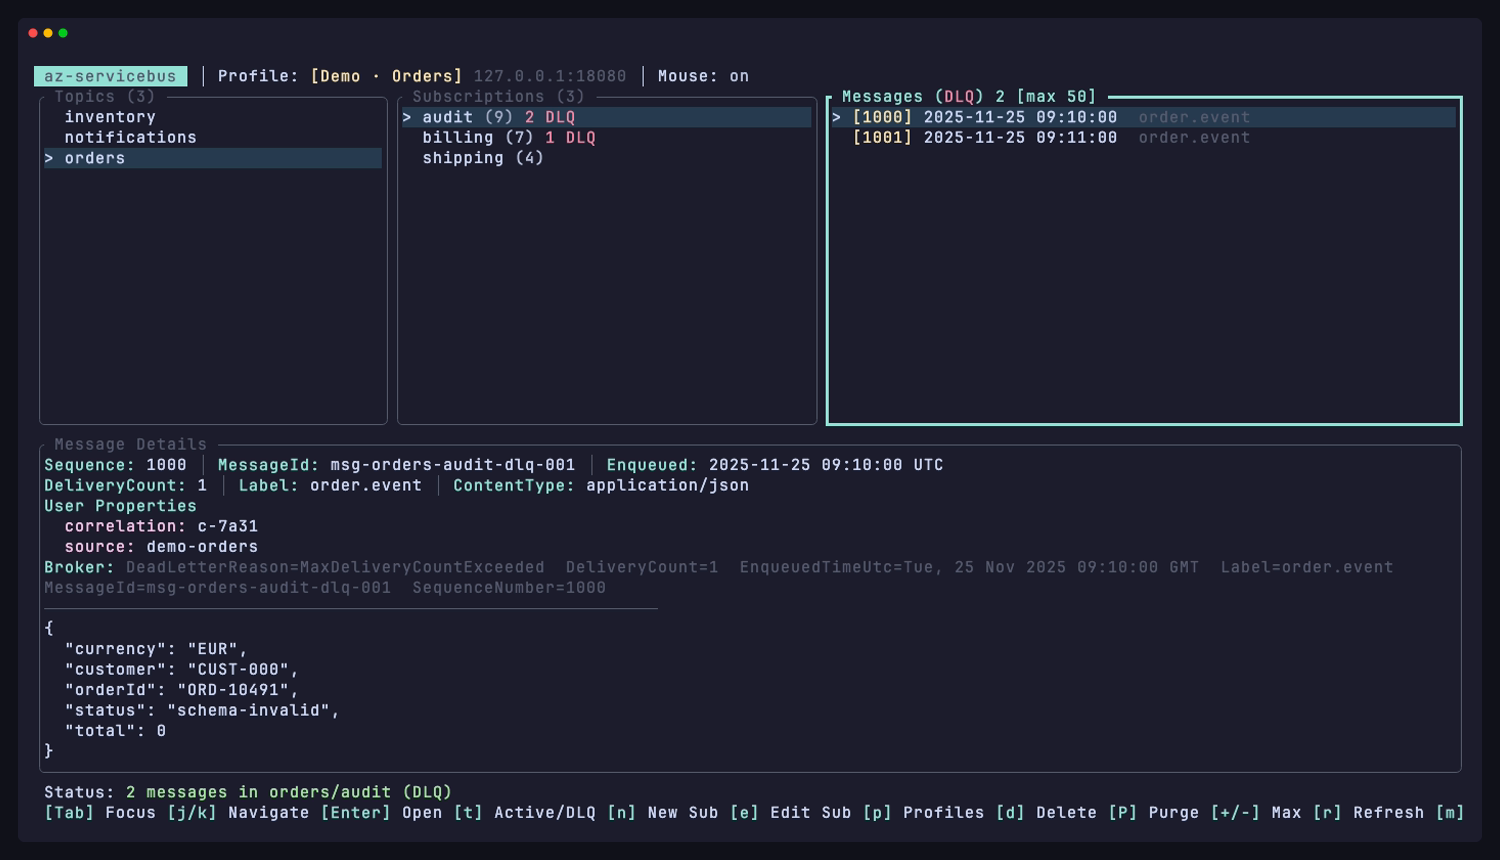 az-servicebus │ Profile: [Demo · Orders] 127.0.0.1:18080 │ Mouse: on
Topics (3)
inventory
notifications
> orders
Subscriptions (3)
> audit (9) 2 DLQ
billing (7) 1 DLQ
shipping (4)
Messages (DLQ) 2 [max 50]
> [1000] 2025-11-25 09:10:00 order.event
[1001] 2025-11-25 09:11:00 order.event
Message Details
Sequence: 1000 │ MessageId: msg-orders-audit-dlq-001 │ Enqueued: 2025-11-25 09:10:00 UTC
DeliveryCount: 1 │ Label: order.event │ ContentType: application/json
User Properties
correlation: c-7a31
source: demo-orders
Broker: DeadLetterReason=MaxDeliveryCountExceeded DeliveryCount=1 EnqueuedTimeUtc=Tue, 25 Nov 2025 09:10:00 GMT Label=order.event
MessageId=msg-orders-audit-dlq-001 SequenceNumber=1000
{
"currency": "EUR",
"customer": "CUST-000",
"orderId": "ORD-10491",
"status": "schema-invalid",
"total": 0
}
Status: 2 messages in orders/audit (DLQ)
[Tab] Focus [j/k] Navigate [Enter] Open [t] Active/DLQ [n] New Sub [e] Edit Sub [p] Profiles [d] Delete [P] Purge [+/-] Max [r] Refresh [m]